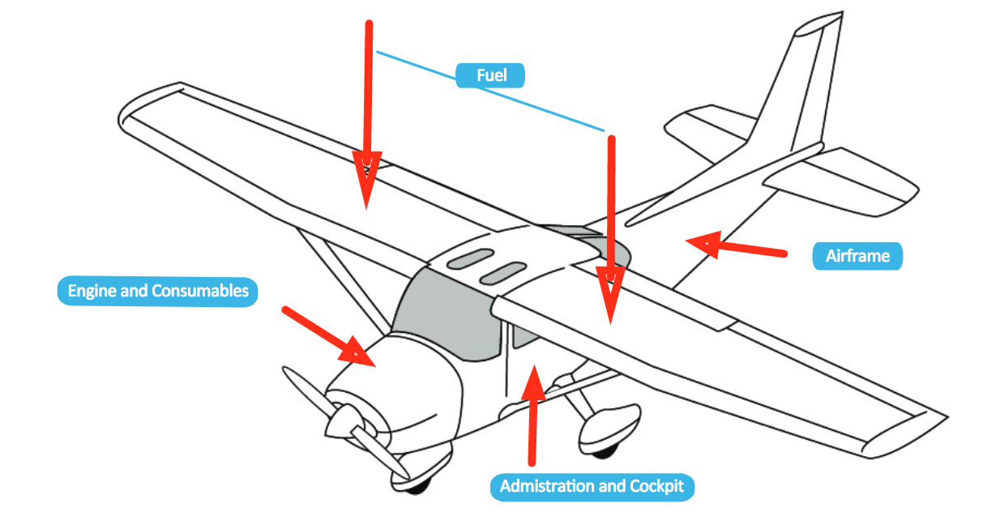 Fuel
Airframe
Engine and Consumables
Admistration and Cockpit